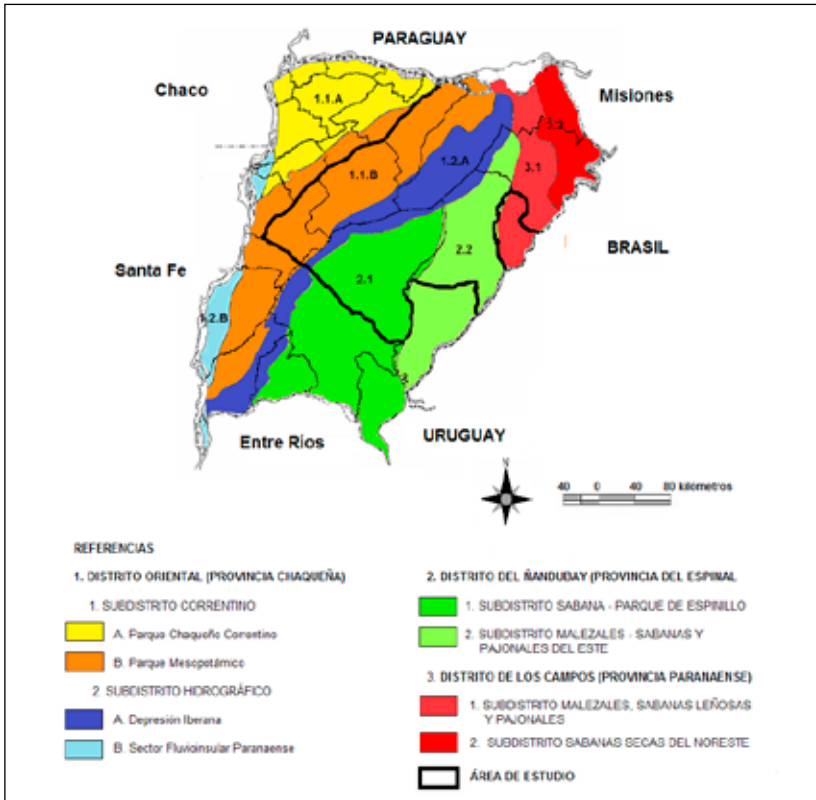 PARAGUAY
Chaco
Misiones
1.1.A
3.2
1.2.A
3.1
1.1.B
BRASIL
2.2
Santa Fe
2.1
1.2.B
Entre Rios
URUGUAY
N
40 0 40 80 kilometros
REFERENCIAS
1. DISTRITO ORIENTAL (PROVINCIA CHAQUEÑA)
1. SUBDISTRITO CORRENTINO
A. Parque Chaqueño Correntino
B. Parque Mesopotámico
2 SUBDISTRITO HIDROGRÁFICO
A. Depresión Iberana
B. Sector Fluvioinsular Paranaense
2. DISTRITO DEL ÑANDUBAY (PROVINCIA DEL ESPINAL
1. SUBDISTRITO SABANA - PARQUE DE ESPINILLO
2. SUBDISTRITO MALEZALES - SABANAS Y
PAJONALES DEL ESTE
3. DISTRITO DE LOS CAMPOS (PROVINCIA PARANAENSE)
1. SUBDISTRITO MALEZALES, SABANAS LEÑOSAS
Y PAJONALES
2. SUBDISTRITO SABANAS SECAS DEL NORESTE
ÁREA DE ESTUDIO